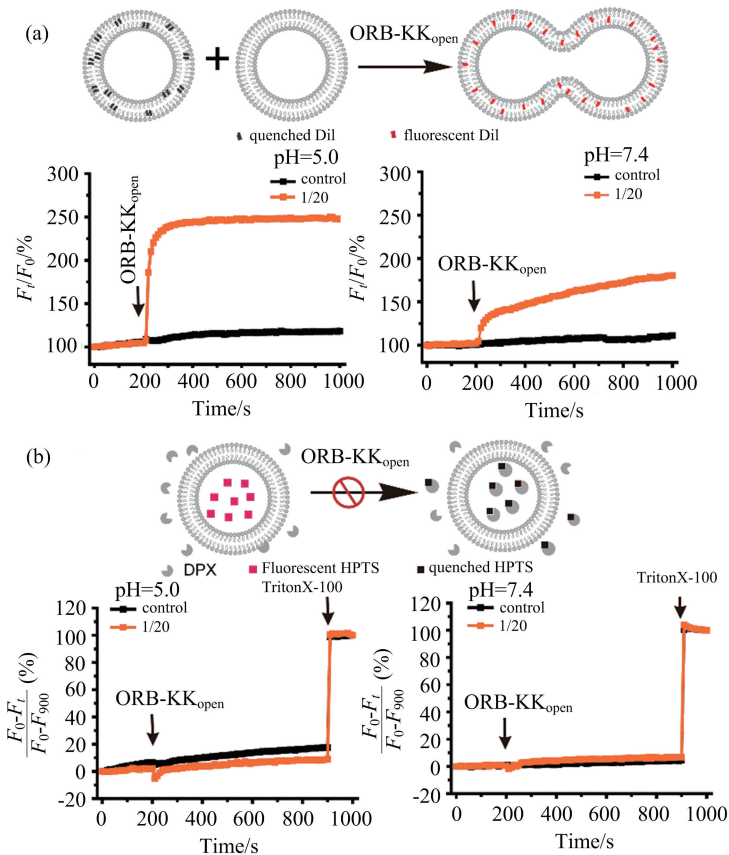 (a)
ORB-KKopen
+
quenched Dil
fluorescent Dil
pH=5.0
control
1/20
ORB-KKopen
Ft/F0/%
300
250
200
150
100
0 200 400 600 800 1000
Time/s
pH=7.4
control
1/20
ORB-KKopen
Ft/F0/%
300
250
200
150
100
0 200 400 600 800 1000
Time/s
(b)
ORB-KKopen
DPX
Fluorescent HPTS
quenched HPTS
pH=5.0
TritonX-100
control
1/20
ORB-KKopen
F0-Ft
F0-F900
(%)
120
100
80
60
40
20
0
-20
0 200 400 600 800 1000
Time/s
pH=7.4
TritonX-100
control
1/20
ORB-KKopen
F0-Ft
F0-F900
(%)
120
100
80
60
40
20
0
-20
0 200 400 600 800 1000
Time/s